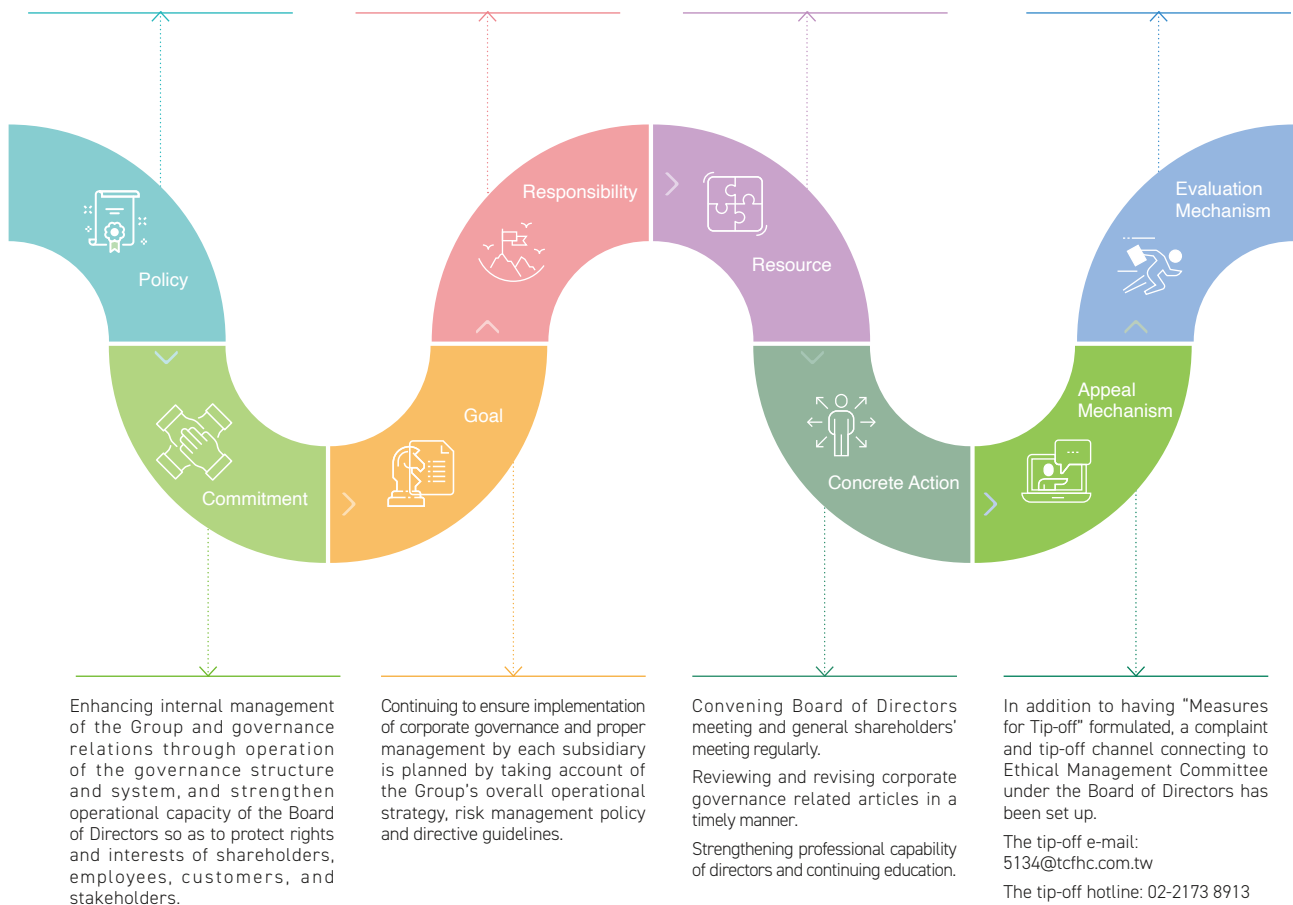 Policy
Commitment
Goal
Responsibility
Resource
Concrete Action
Appeal
Mechanism
Evaluation
Mechanism
Enhancing internal management
of the Group and governance
relations through operation
of the governance structure
and system, and strengthen
operational capacity of the Board
of Directors so as to protect rights
and interests of shareholders,
employees, customers, and
stakeholders.
Continuing to ensure implementation
of corporate governance and proper
management by each subsidiary
is planned by taking account of
the Group's overall operational
strategy, risk management policy
and directive guidelines.
Convening Board of Directors
meeting and general shareholders'
meeting regularly.
Reviewing and revising corporate
governance related articles in a
timely manner.
Strengthening professional capability
of directors and continuing education.
In addition to having “Measures
for Tip-off” formulated, a complaint
and tip-off channel connecting to
Ethical Management Committee
under the Board of Directors has
been set up.
The tip-off e-mail:
5134@tcfhc.com.tw
The tip-off hotline: 02-2173 8913